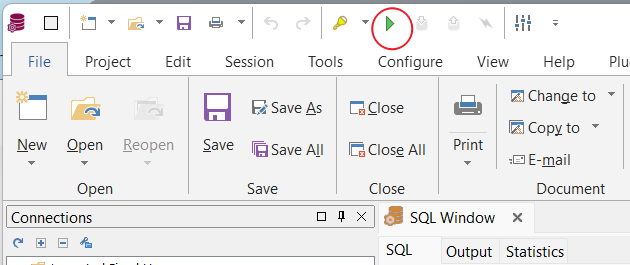 File Project Edit Session Tools Configure View Help
New Open Reopen Save Save As Save All Close Close All Print Change to Copy to E-mail
Open Save Close Document
Connections
SQL Window
SQL Output Statistics